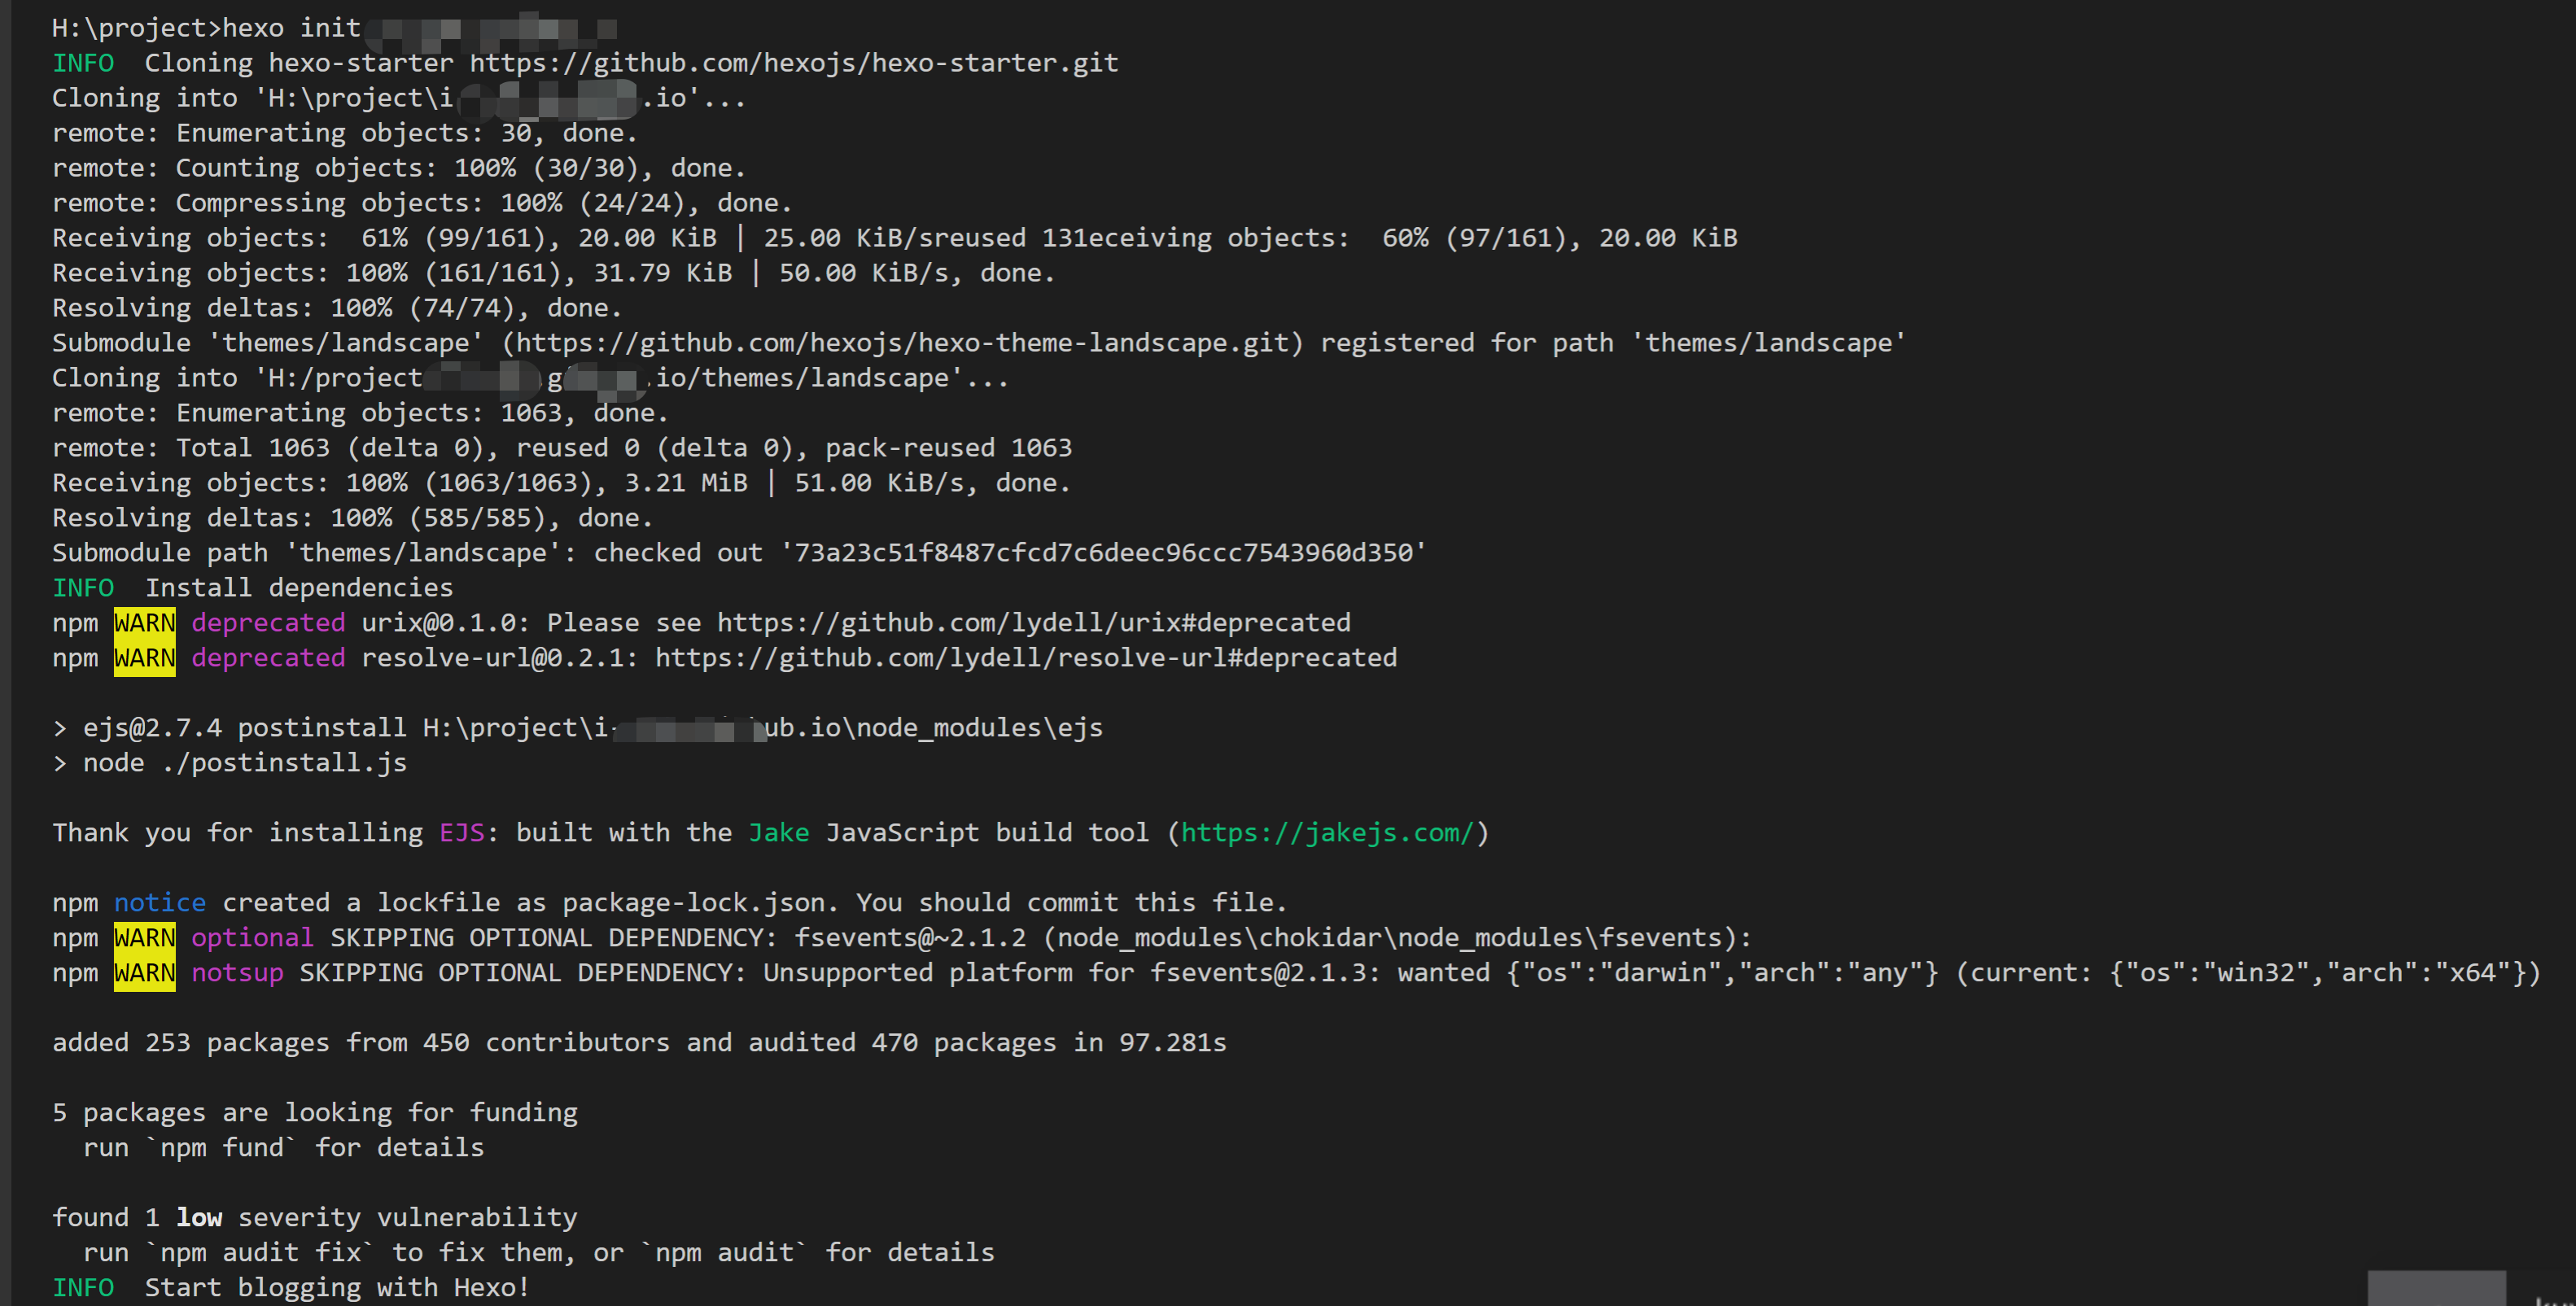 H:\project>hexo init
INFO  Cloning hexo-starter https://github.com/hexojs/hexo-starter.git
Cloning into 'H:\project\i .io'...
remote: Enumerating objects: 30, done.
remote: Counting objects: 100% (30/30), done.
remote: Compressing objects: 100% (24/24), done.
Receiving objects:  61% (99/161), 20.00 KiB | 25.00 KiB/sreused 131eceiving objects:  60% (97/161), 20.00 KiB
Receiving objects: 100% (161/161), 31.79 KiB | 50.00 KiB/s, done.
Resolving deltas: 100% (74/74), done.
Submodule 'themes/landscape' (https://github.com/hexojs/hexo-theme-landscape.git) registered for path 'themes/landscape'
Cloning into 'H:/project .g .io/themes/landscape'...
remote: Enumerating objects: 1063, done.
remote: Total 1063 (delta 0), reused 0 (delta 0), pack-reused 1063
Receiving objects: 100% (1063/1063), 3.21 MiB | 51.00 KiB/s, done.
Resolving deltas: 100% (585/585), done.
Submodule path 'themes/landscape': checked out '73a23c51f8487cfcd7c6deec96ccc7543960d350'
INFO  Install dependencies
npm WARN deprecated urix@0.1.0: Please see https://github.com/lydell/urix#deprecated
npm WARN deprecated resolve-url@0.2.1: https://github.com/lydell/resolve-url#deprecated
> ejs@2.7.4 postinstall H:\project\i- ub.io\node_modules\ejs
> node ./postinstall.js
Thank you for installing EJS: built with the Jake JavaScript build tool (https://jakejs.com/)
npm notice created a lockfile as package-lock.json. You should commit this file.
npm WARN optional SKIPPING OPTIONAL DEPENDENCY: fsevents@~2.1.2 (node_modules\chokidar\node_modules\fsevents):
npm WARN notsup SKIPPING OPTIONAL DEPENDENCY: Unsupported platform for fsevents@2.1.3: wanted {"os":"darwin","arch":"any"} (current: {"os":"win32","arch":"x64"})
added 253 packages from 450 contributors and audited 470 packages in 97.281s
5 packages are looking for funding
  run `npm fund` for details
found 1 low severity vulnerability
  run `npm audit fix` to fix them, or `npm audit` for details
INFO  Start blogging with Hexo!